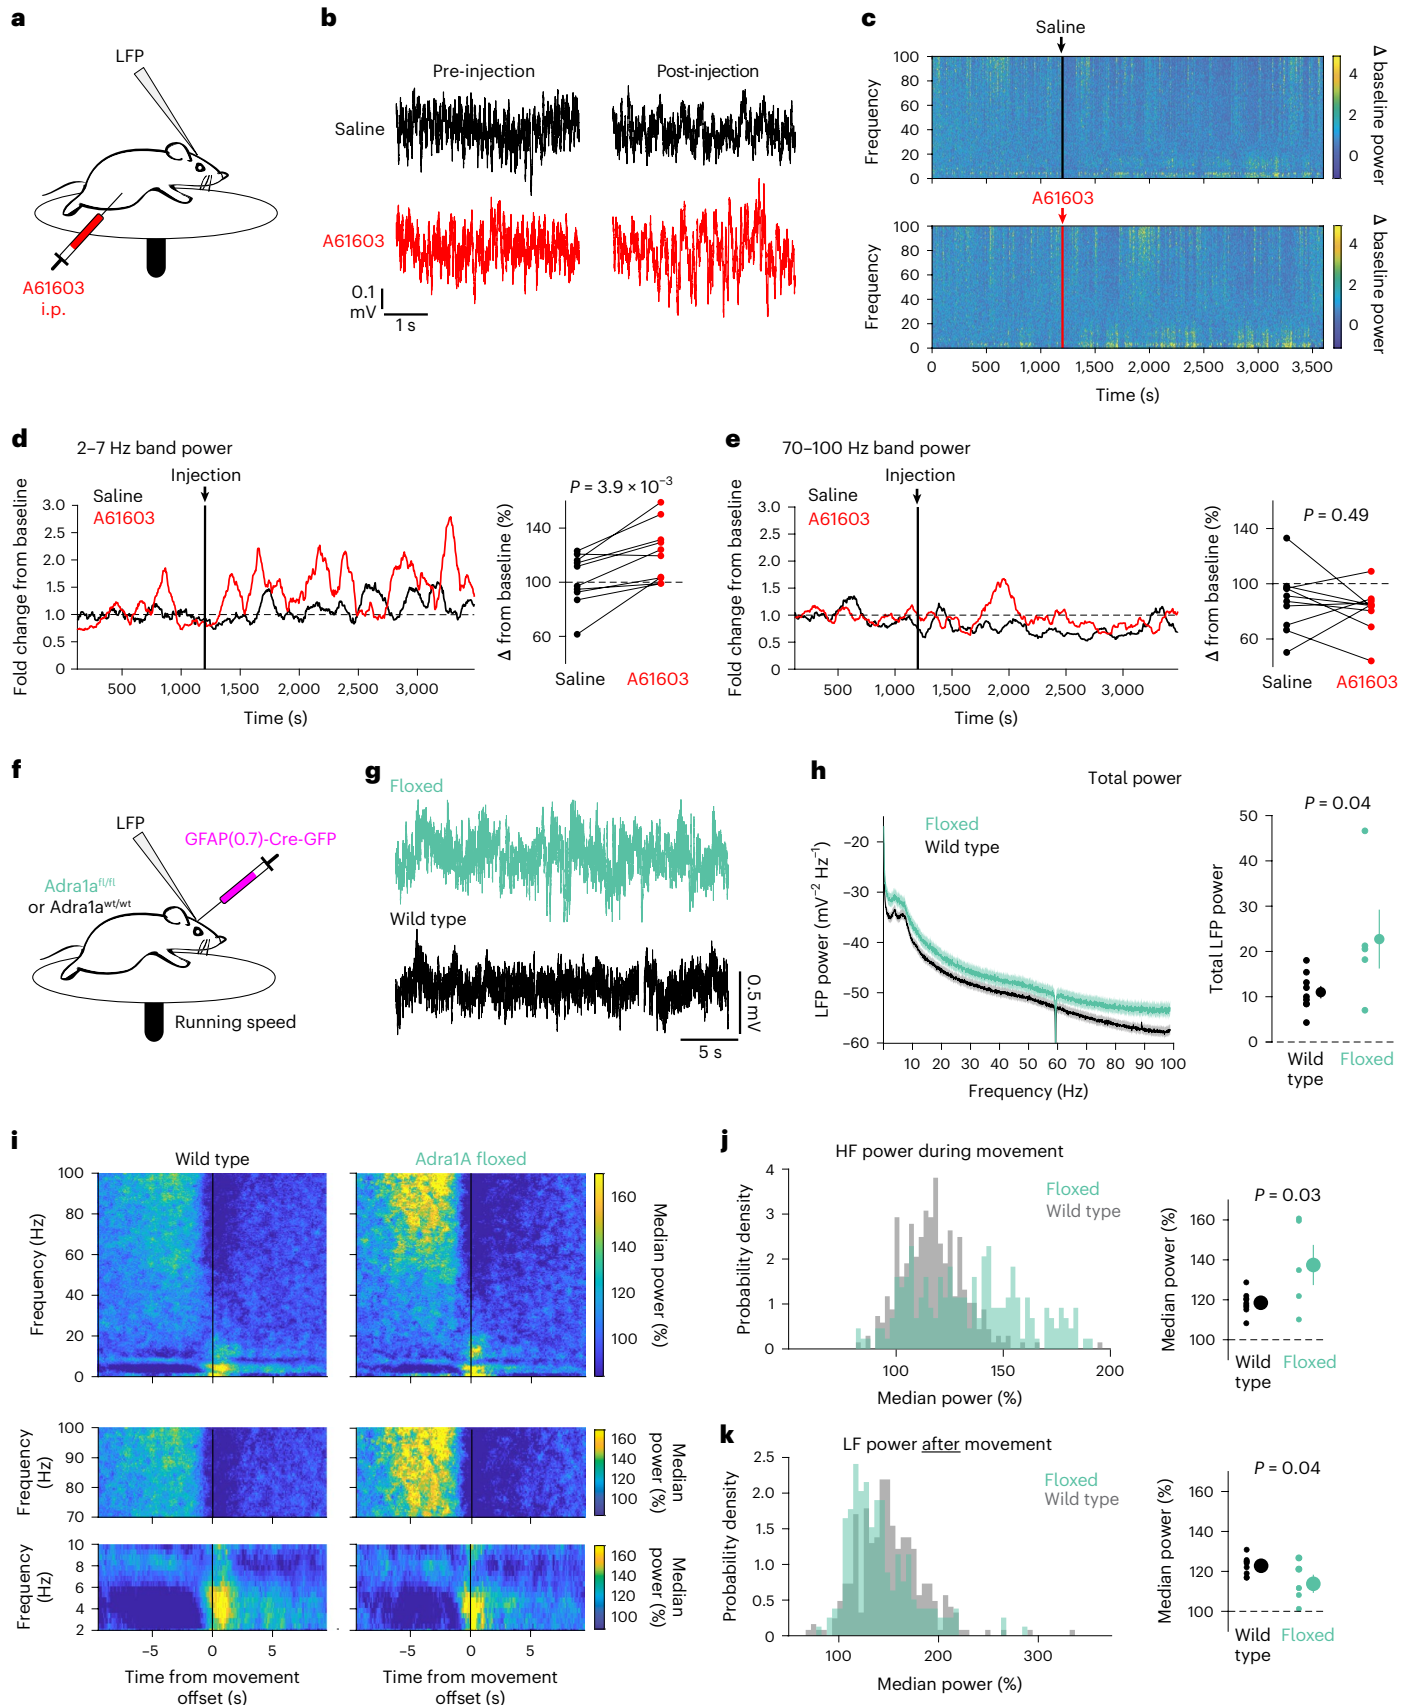 a
LFP
A61603
i.p.
b
Pre-injection
Post-injection
Saline
A61603
0.1
mV
1 s
c
Saline
Frequency
100
80
60
40
20
0
4
2
0
Δ baseline power
A61603
Frequency
100
80
60
40
20
0
4
2
0
Δ baseline power
0
500
1,000
1,500
2,000
2,500
3,000
3,500
Time (s)
d
2–7 Hz band power
Injection
Saline
A61603
Fold change from baseline
3.0
2.5
2.0
1.5
1.0
0.5
0
500
1,000
1,500
2,000
2,500
3,000
Time (s)
P = 3.9 × 10⁻³
Δ from baseline (%)
140
100
60
Saline
A61603
e
70–100 Hz band power
Injection
Saline
A61603
Fold change from baseline
3.0
2.5
2.0
1.5
1.0
0.5
0
500
1,000
1,500
2,000
2,500
3,000
Time (s)
P = 0.49
Δ from baseline (%)
140
100
60
Saline
A61603
f
LFP
GFAP(0.7)-Cre-GFP
Adra1a^fl/fl
or Adra1a^wt/wt
Running speed
g
Floxed
Wild type
0.5 mV
5 s
h
Total power
Floxed
Wild type
LFP power (mV⁻² Hz⁻¹)
–20
–30
–40
–50
–60
10
20
30
40
50
60
70
80
90
100
Frequency (Hz)
P = 0.04
Total LFP power
50
40
30
20
10
0
Wild
type
Floxed
i
Wild type
Adra1A floxed
Frequency (Hz)
100
80
60
40
20
0
160
140
120
100
Median power (%)
Frequency
(Hz)
100
90
80
70
160
140
120
100
Median
power (%)
Frequency
(Hz)
10
8
6
4
2
160
140
120
100
Median
power (%)
–5
0
5
–5
0
5
Time from movement
offset (s)
Time from movement
offset (s)
j
HF power during movement
Floxed
Wild type
Probability density
4
3
2
1
0
100
150
200
Median power (%)
P = 0.03
Median power (%)
160
140
120
100
Wild
type
Floxed
k
LF power after movement
Floxed
Wild type
Probability density
2.5
2.0
1.5
1.0
0.5
0
100
200
300
Median power (%)
P = 0.04
Median power (%)
160
140
120
100
Wild
type
Floxed